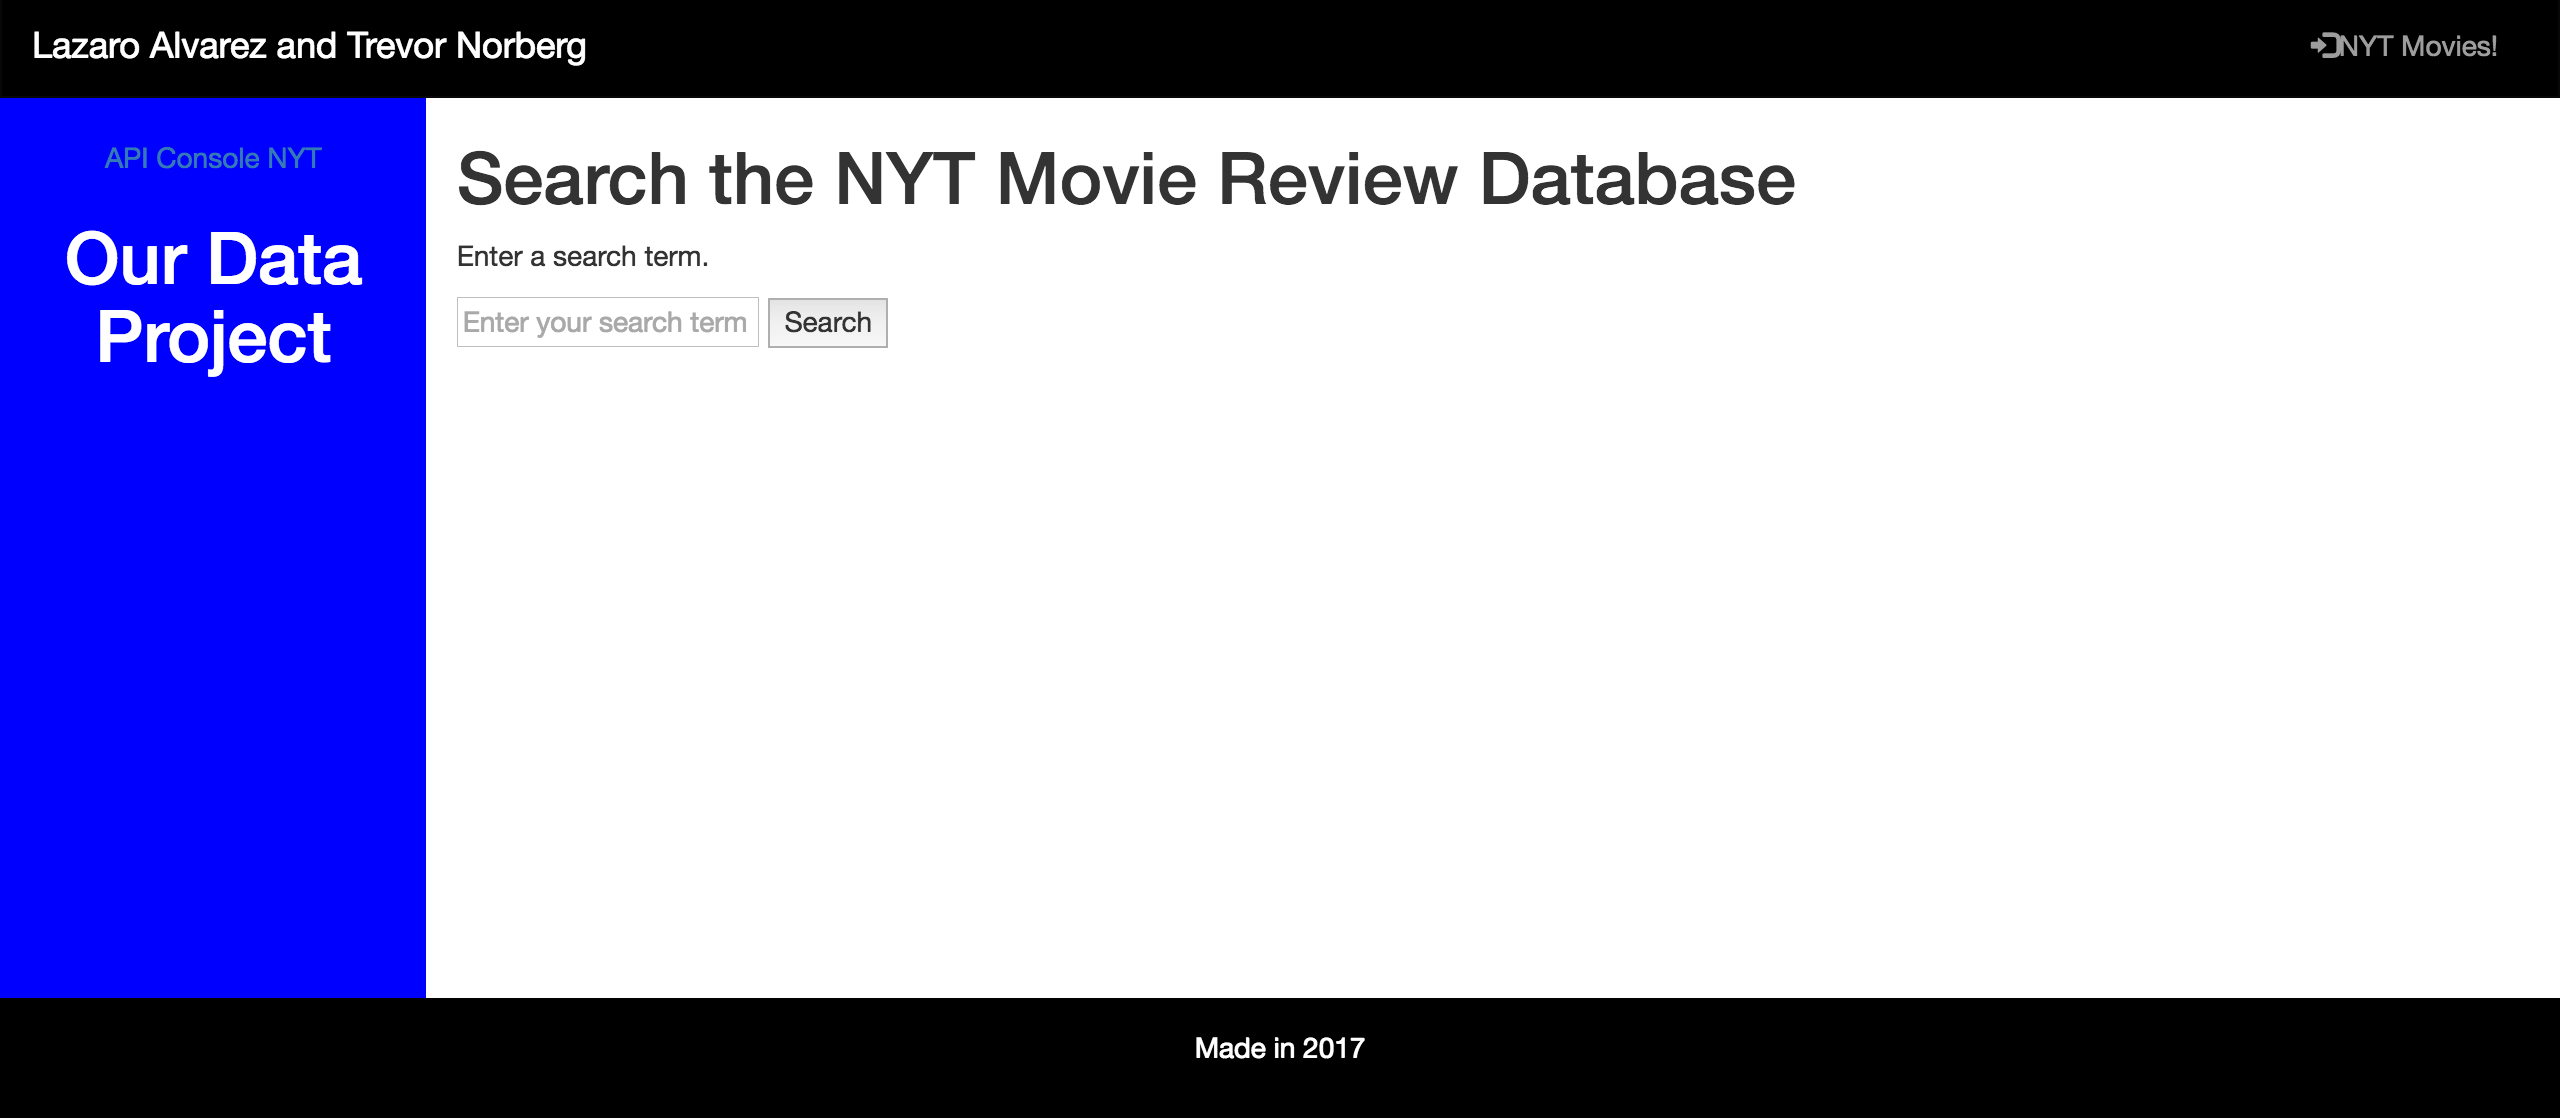 Lazaro Alvarez and Trevor Norberg
NYT Movies!
API Console NYT
Our Data
Project
Search the NYT Movie Review Database
Enter a search term.
Enter your search term
Search
Made in 2017